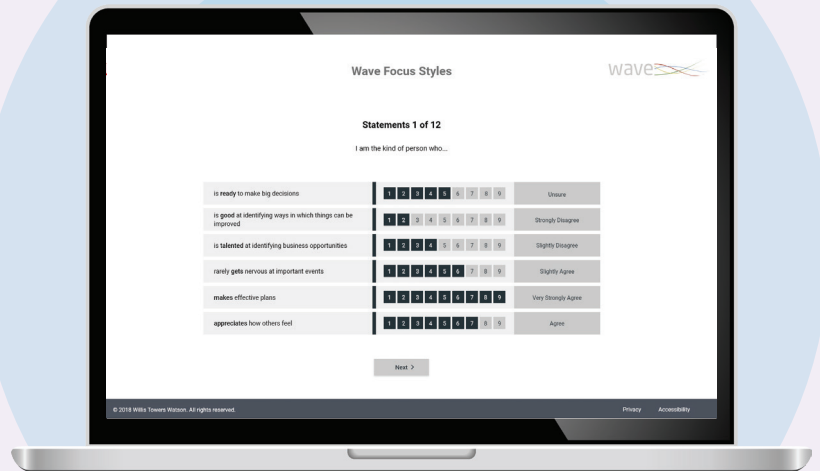 Wave Focus Styles
wave
Statements 1 of 12
I am the kind of person who...
is ready to make big decisions
1 2 3 4 5 6 7 8 9
Unsure
is good at identifying ways in which things can be
improved
1 2 3 4 5 6 7 8 9
Strongly Disagree
is talented at identifying business opportunities
1 2 3 4 5 6 7 8 9
Slightly Disagree
rarely gets nervous at important events
1 2 3 4 5 6 7 8 9
Slightly Agree
makes effective plans
1 2 3 4 5 6 7 8 9
Very Strongly Agree
appreciates how others feel
1 2 3 4 5 6 7 8 9
Agree
Next >
© 2018 Willis Towers Watson. All rights reserved.
Privacy Accessibility